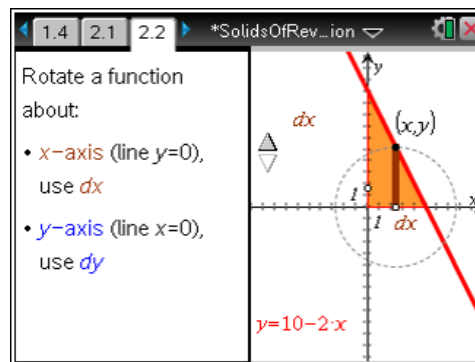 1.4 2.1 2.2 *SolidsOfRev…ion
Rotate a function
about:
• x-axis (line y=0),
use dx
• y-axis (line x=0),
use dy
y
dx
(x,y)
1
x
1 dx
y=10-2·x